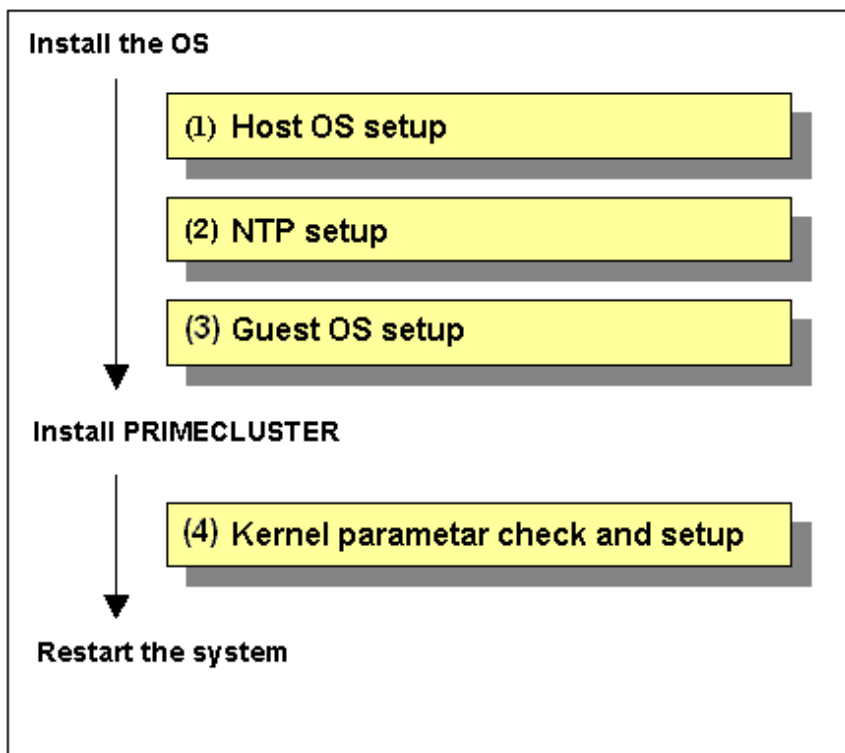 Install the OS
(1) Host OS setup
(2) NTP setup
(3) Guest OS setup
Install PRIMECLUSTER
(4) Kernel parametar check and setup
Restart the system